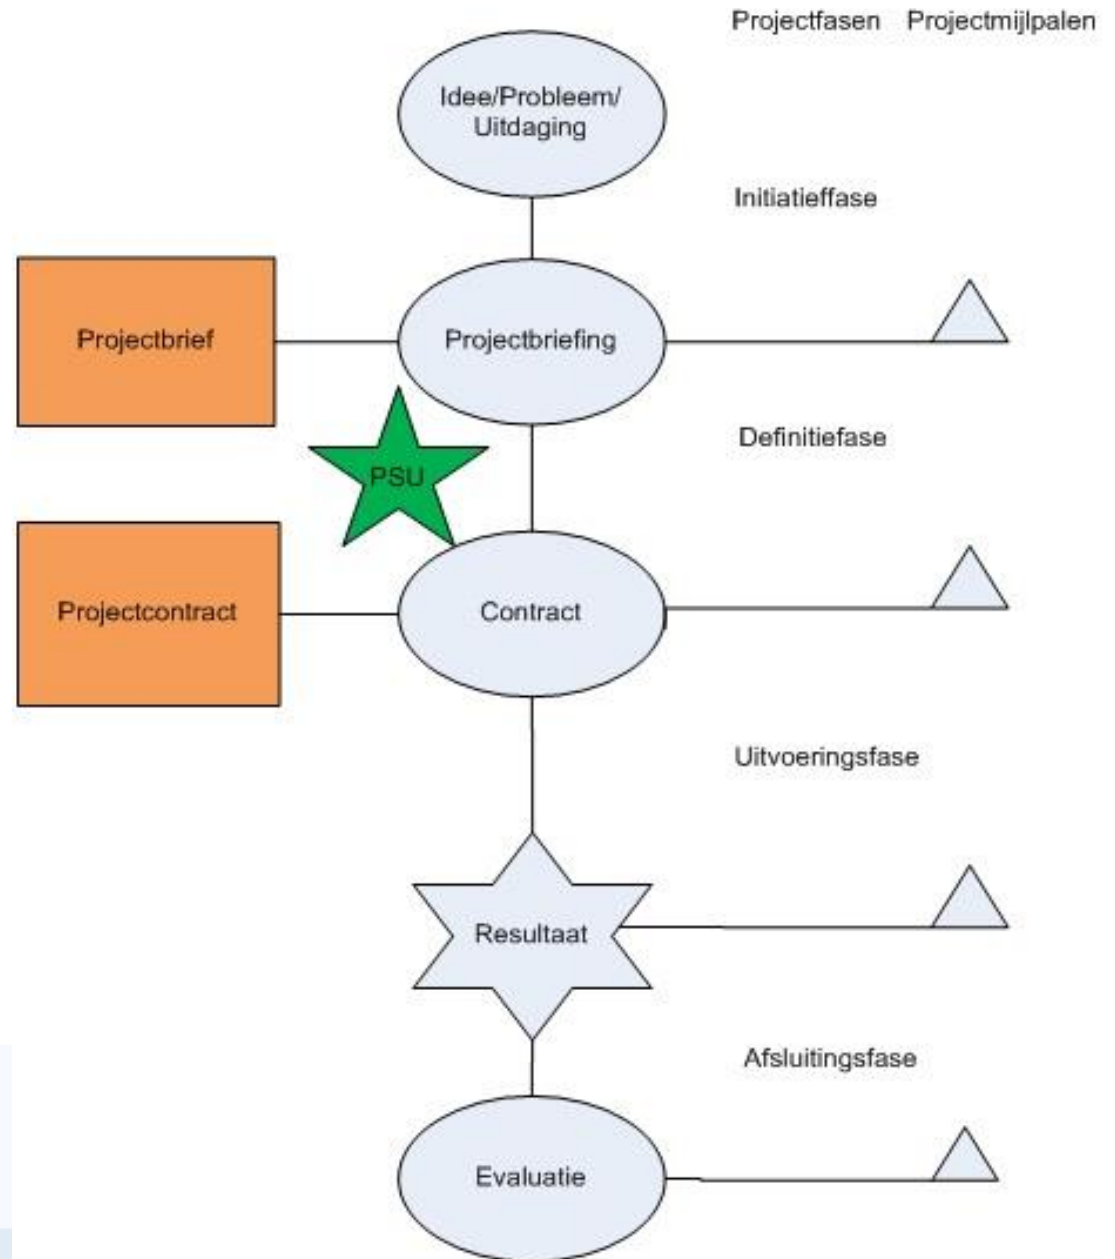 Projectfasen Projectmijlpalen
Idee/Probleem/
Uitdaging
Initiatieffase
Projectbrief
Projectbriefing
Definitiefase
PSU
Projectcontract
Contract
Uitvoeringsfase
Resultaat
Afsluitingsfase
Evaluatie